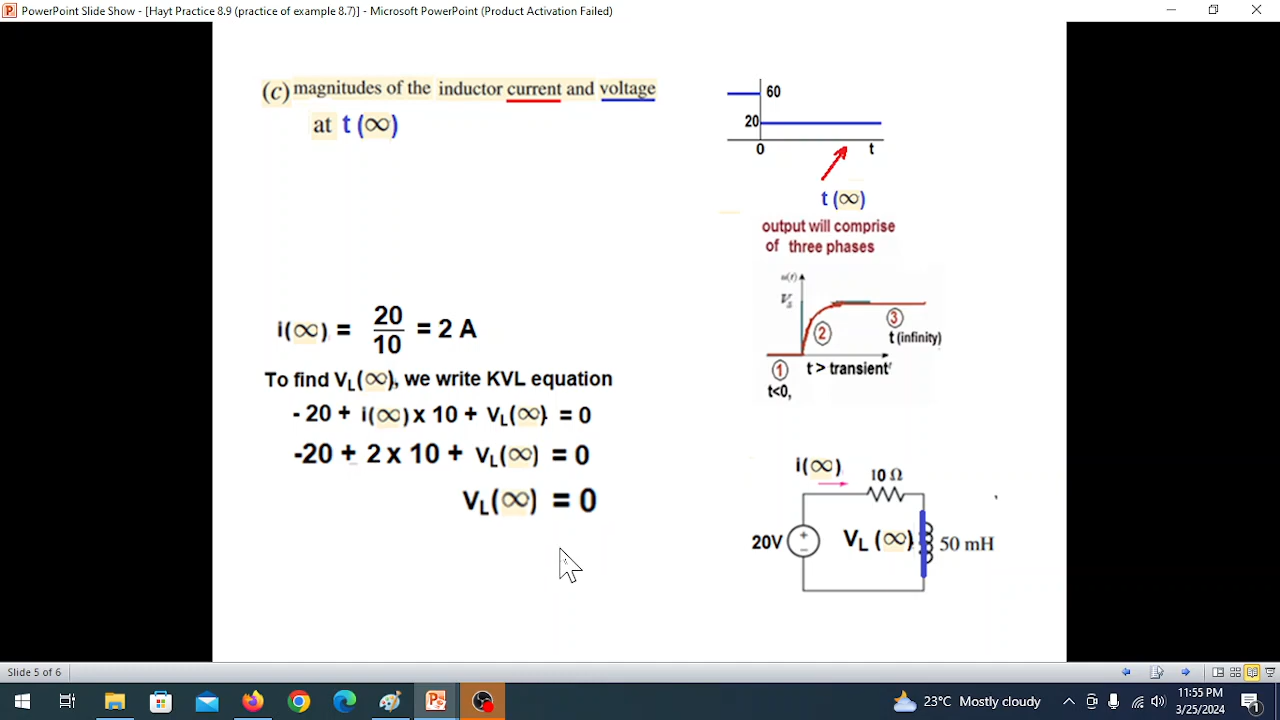 PowerPoint Slide Show - [Hayt Practice 8.9 (practice of example 8.7)] - Microsoft PowerPoint (Product Activation Failed)
(c) magnitudes of the inductor current and voltage
at t (∞)
60
20
0 t
t (∞)
output will comprise
of three phases
u(t)
Vs
① ② ③
t (infinity)
t > transient
t<0,
i(∞) = 20/10 = 2 A
To find VL(∞), we write KVL equation
- 20 + i(∞) x 10 + VL(∞) = 0
-20 + 2 x 10 + VL(∞) = 0
VL(∞) = 0
i(∞)
10 Ω
20V
+
−
VL (∞)
50 mH
Slide 5 of 6
23°C Mostly cloudy
11:55 PM
3/25/2024
1